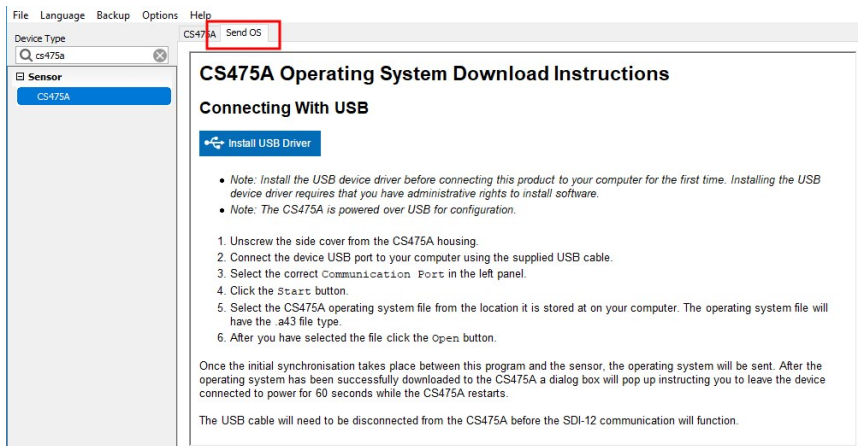 File Language Backup Options Help
Device Type
cs475a
Sensor
CS475A
CS475A Send OS
CS475A Operating System Download Instructions
Connecting With USB
Install USB Driver
• Note: Install the USB device driver before connecting this product to your computer for the first time. Installing the USB
device driver requires that you have administrative rights to install software.
• Note: The CS475A is powered over USB for configuration.
1. Unscrew the side cover from the CS475A housing.
2. Connect the device USB port to your computer using the supplied USB cable.
3. Select the correct Communication Port in the left panel.
4. Click the Start button.
5. Select the CS475A operating system file from the location it is stored at on your computer. The operating system file will
have the .a43 file type.
6. After you have selected the file click the Open button.
Once the initial synchronisation takes place between this program and the sensor, the operating system will be sent. After the
operating system has been successfully downloaded to the CS475A a dialog box will pop up instructing you to leave the device
connected to power for 60 seconds while the CS475A restarts.
The USB cable will need to be disconnected from the CS475A before the SDI-12 communication will function.